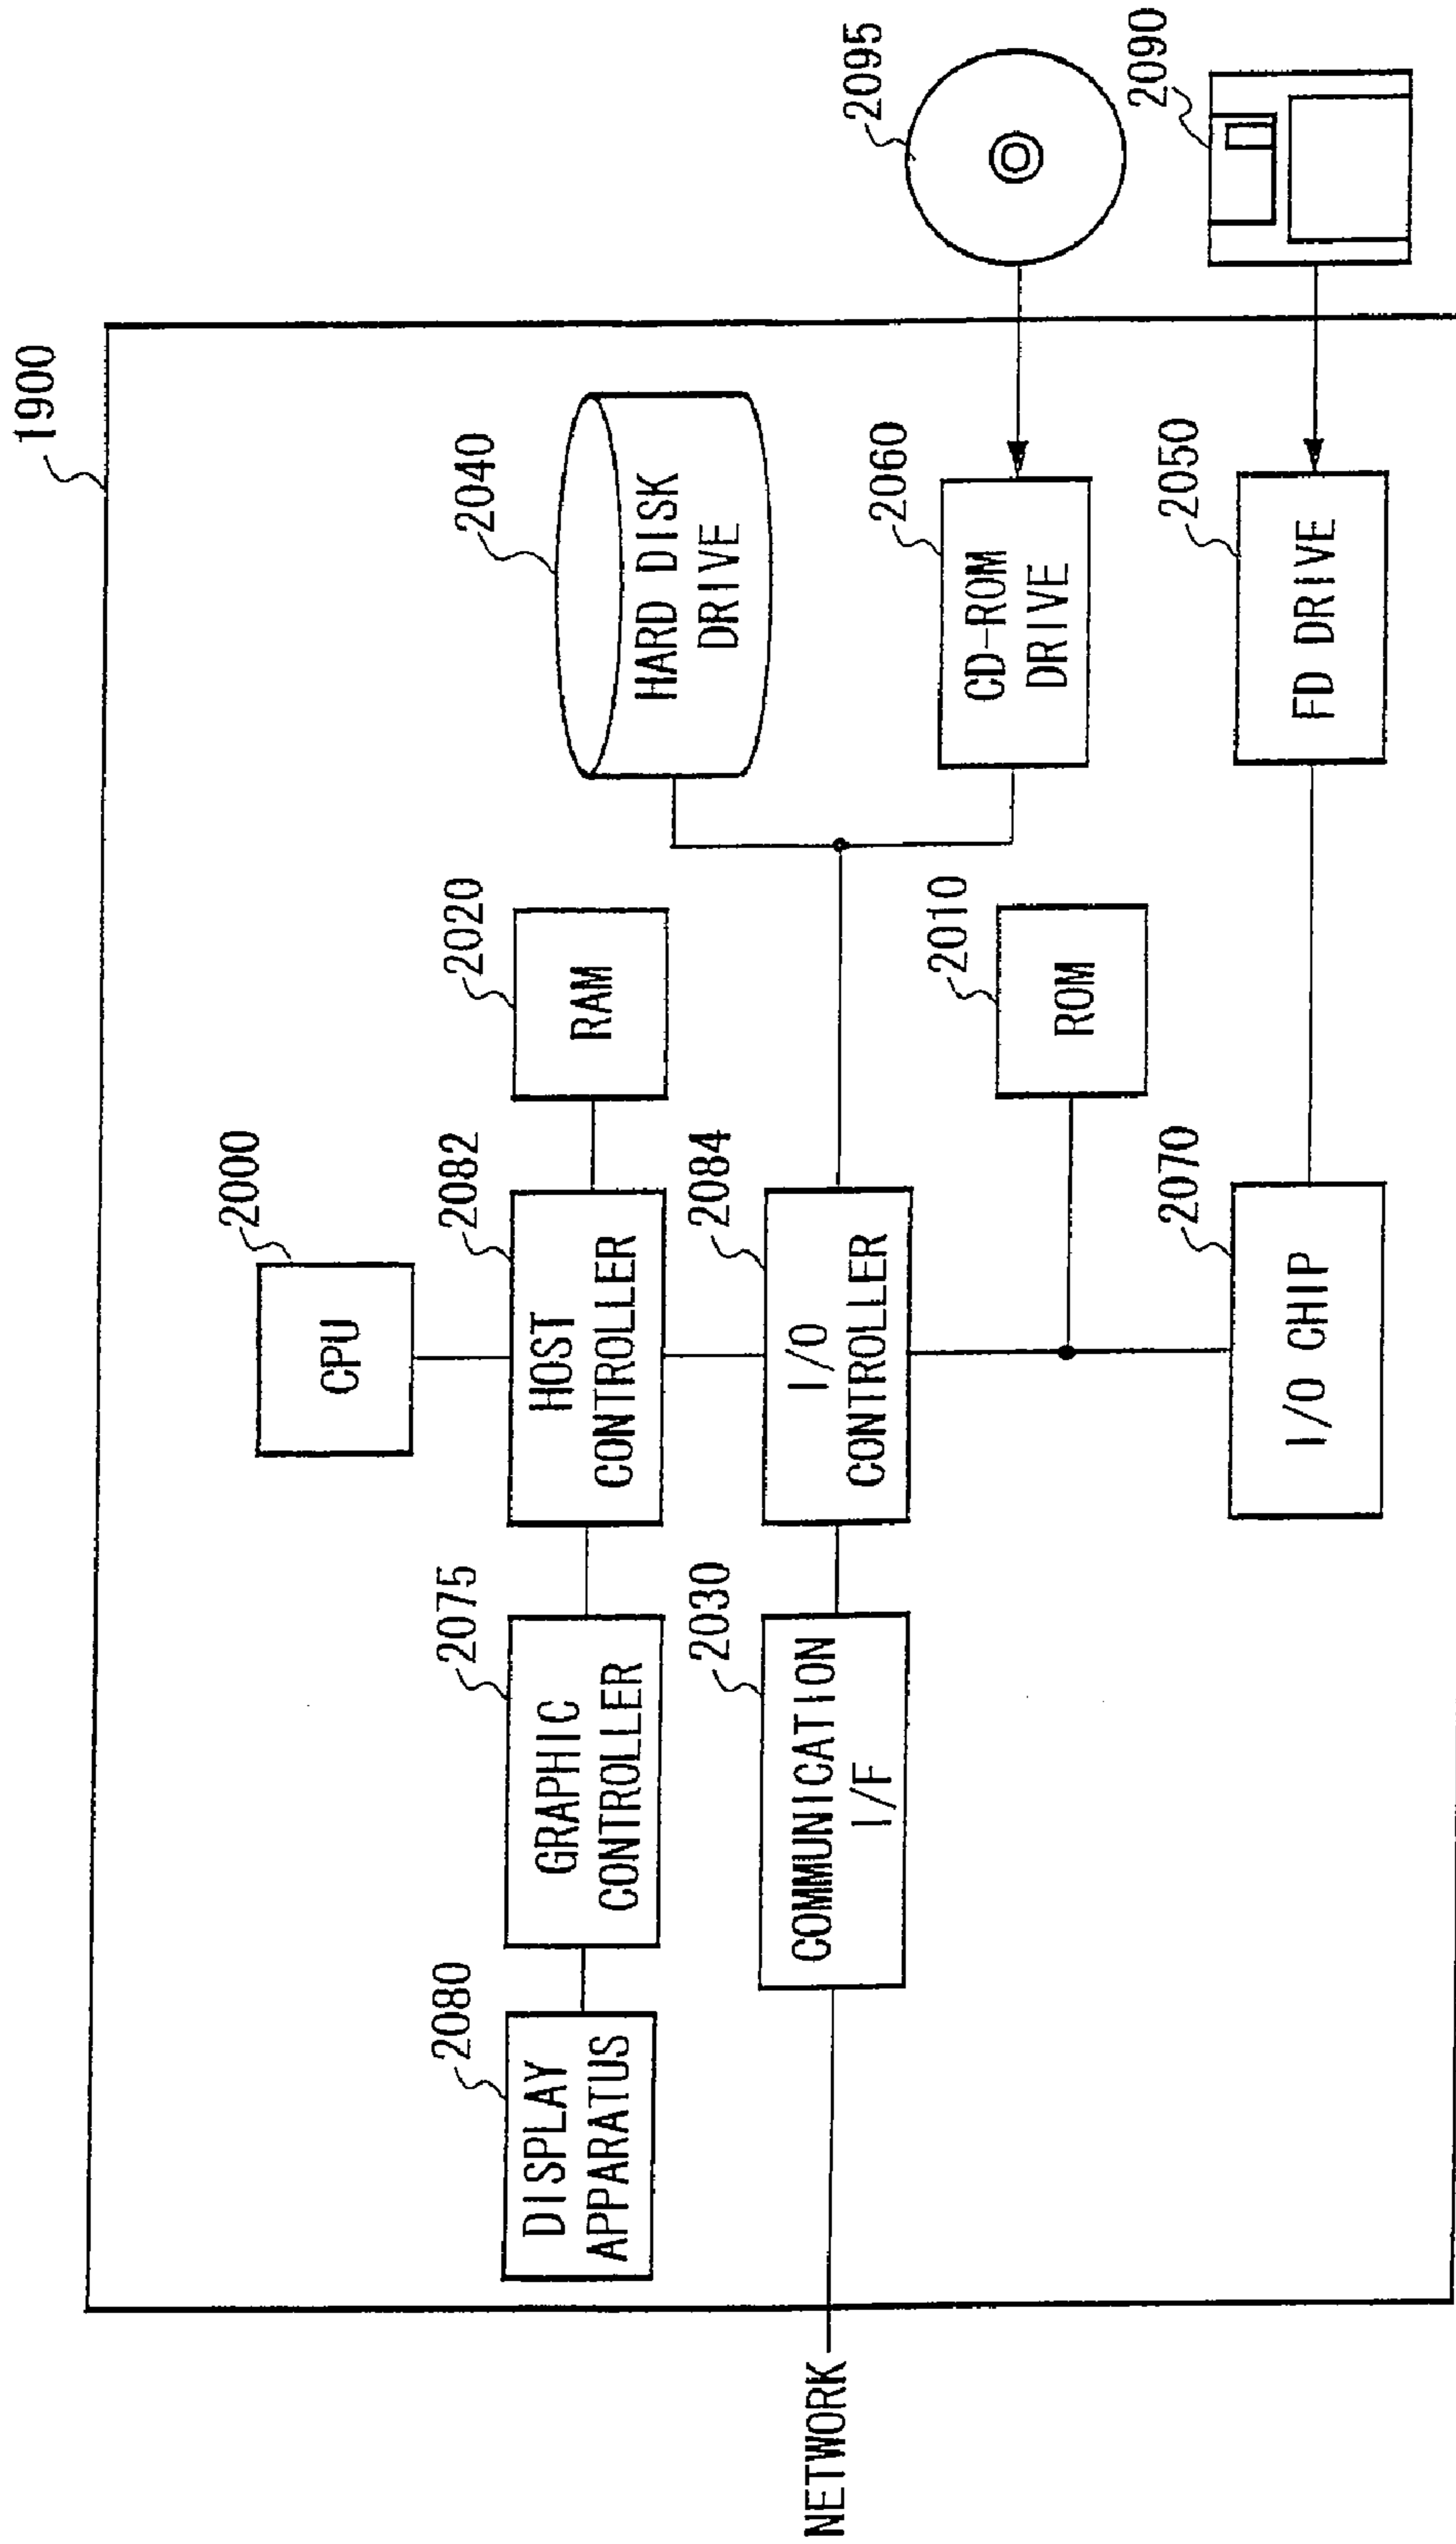 1900
CPU
2000
DISPLAY
APPARATUS
2080
GRAPHIC
CONTROLLER
2075
HOST
CONTROLLER
2082
RAM
2020
HARD DISK
DRIVE
2040
NETWORK
COMMUNICATION
I/F
2030
I/O
CONTROLLER
2084
ROM
2010
CD-ROM
DRIVE
2060
2095
I/O CHIP
2070
FD DRIVE
2050
2090